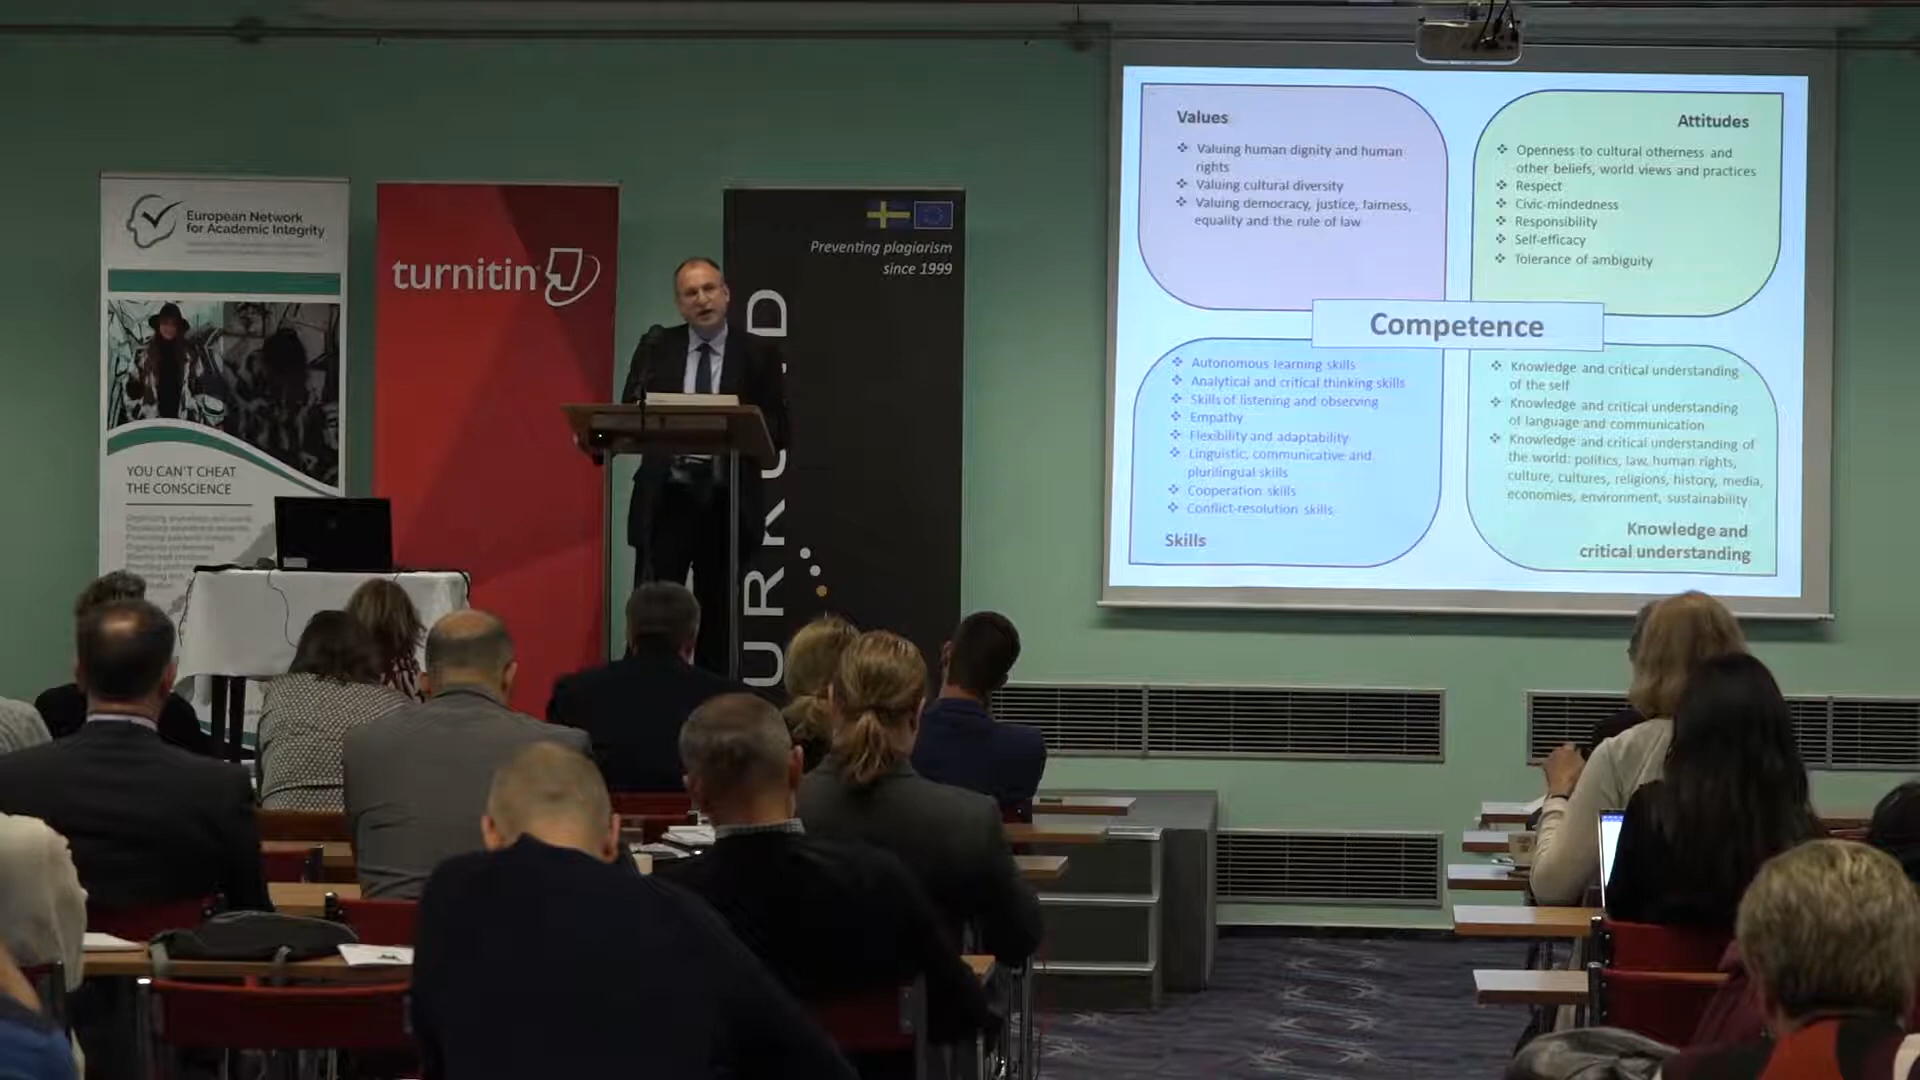 European Network
for Academic Integrity
YOU CAN'T CHEAT
THE CONSCIENCE
turnitin
Preventing plagiarism
since 1999
Values
Valuing human dignity and human
rights
Valuing cultural diversity
Valuing democracy, justice, fairness,
equality and the rule of law
Attitudes
Openness to cultural otherness and
other beliefs, world views and practices
Respect
Civic-mindedness
Responsibility
Self-efficacy
Tolerance of ambiguity
Competence
Autonomous learning skills
Analytical and critical thinking skills
Skills of listening and observing
Empathy
Flexibility and adaptability
Linguistic, communicative and
plurilingual skills
Cooperation skills
Conflict-resolution skills
Skills
Knowledge and critical understanding
of the self
Knowledge and critical understanding
of language and communication
Knowledge and critical understanding of
the world: politics, law, human rights,
culture, cultures, religions, history, media,
economies, environment, sustainability
Knowledge and
critical understanding